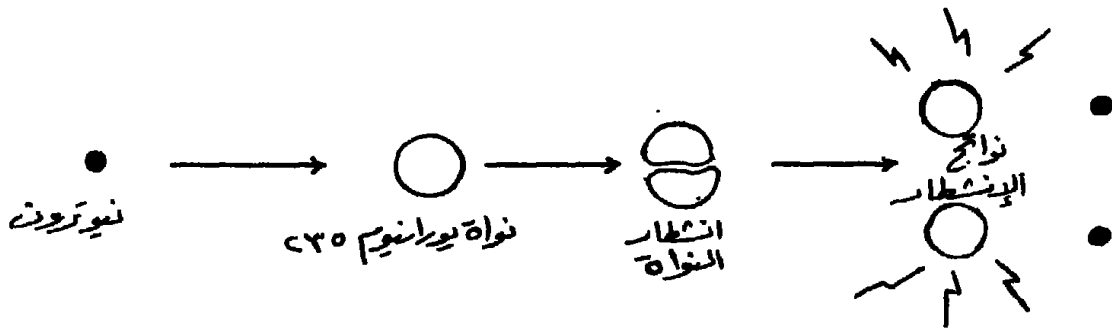 نيوترون
نواة يورانيوم ٢٣٥
انشطار
النواة
نواتج
الإنشطار